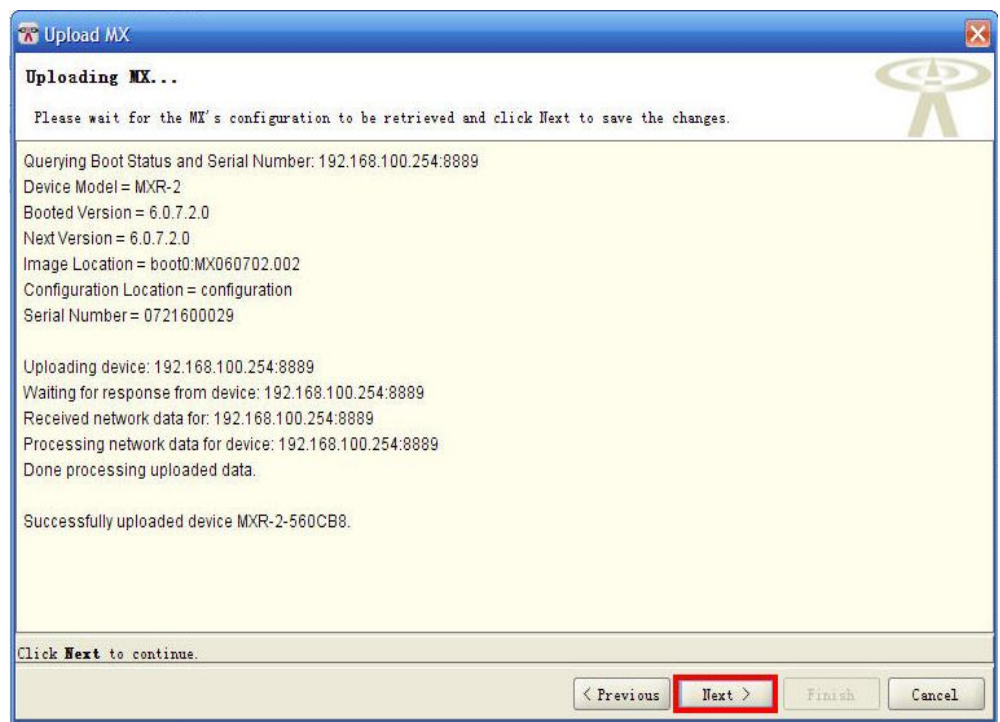 Upload MX
Uploading MX...
Please wait for the MX's configuration to be retrieved and click Next to save the changes.
Querying Boot Status and Serial Number: 192.168.100.254:8889
Device Model = MXR-2
Booted Version = 6.0.7.2.0
Next Version = 6.0.7.2.0
Image Location = boot0:MX060702.002
Configuration Location = configuration
Serial Number = 0721600029
Uploading device: 192.168.100.254:8889
Waiting for response from device: 192.168.100.254:8889
Received network data for: 192.168.100.254:8889
Processing network data for device: 192.168.100.254:8889
Done processing uploaded data.
Successfully uploaded device MXR-2-560CB8.
Click Next to continue.
< Previous Next > Finish Cancel